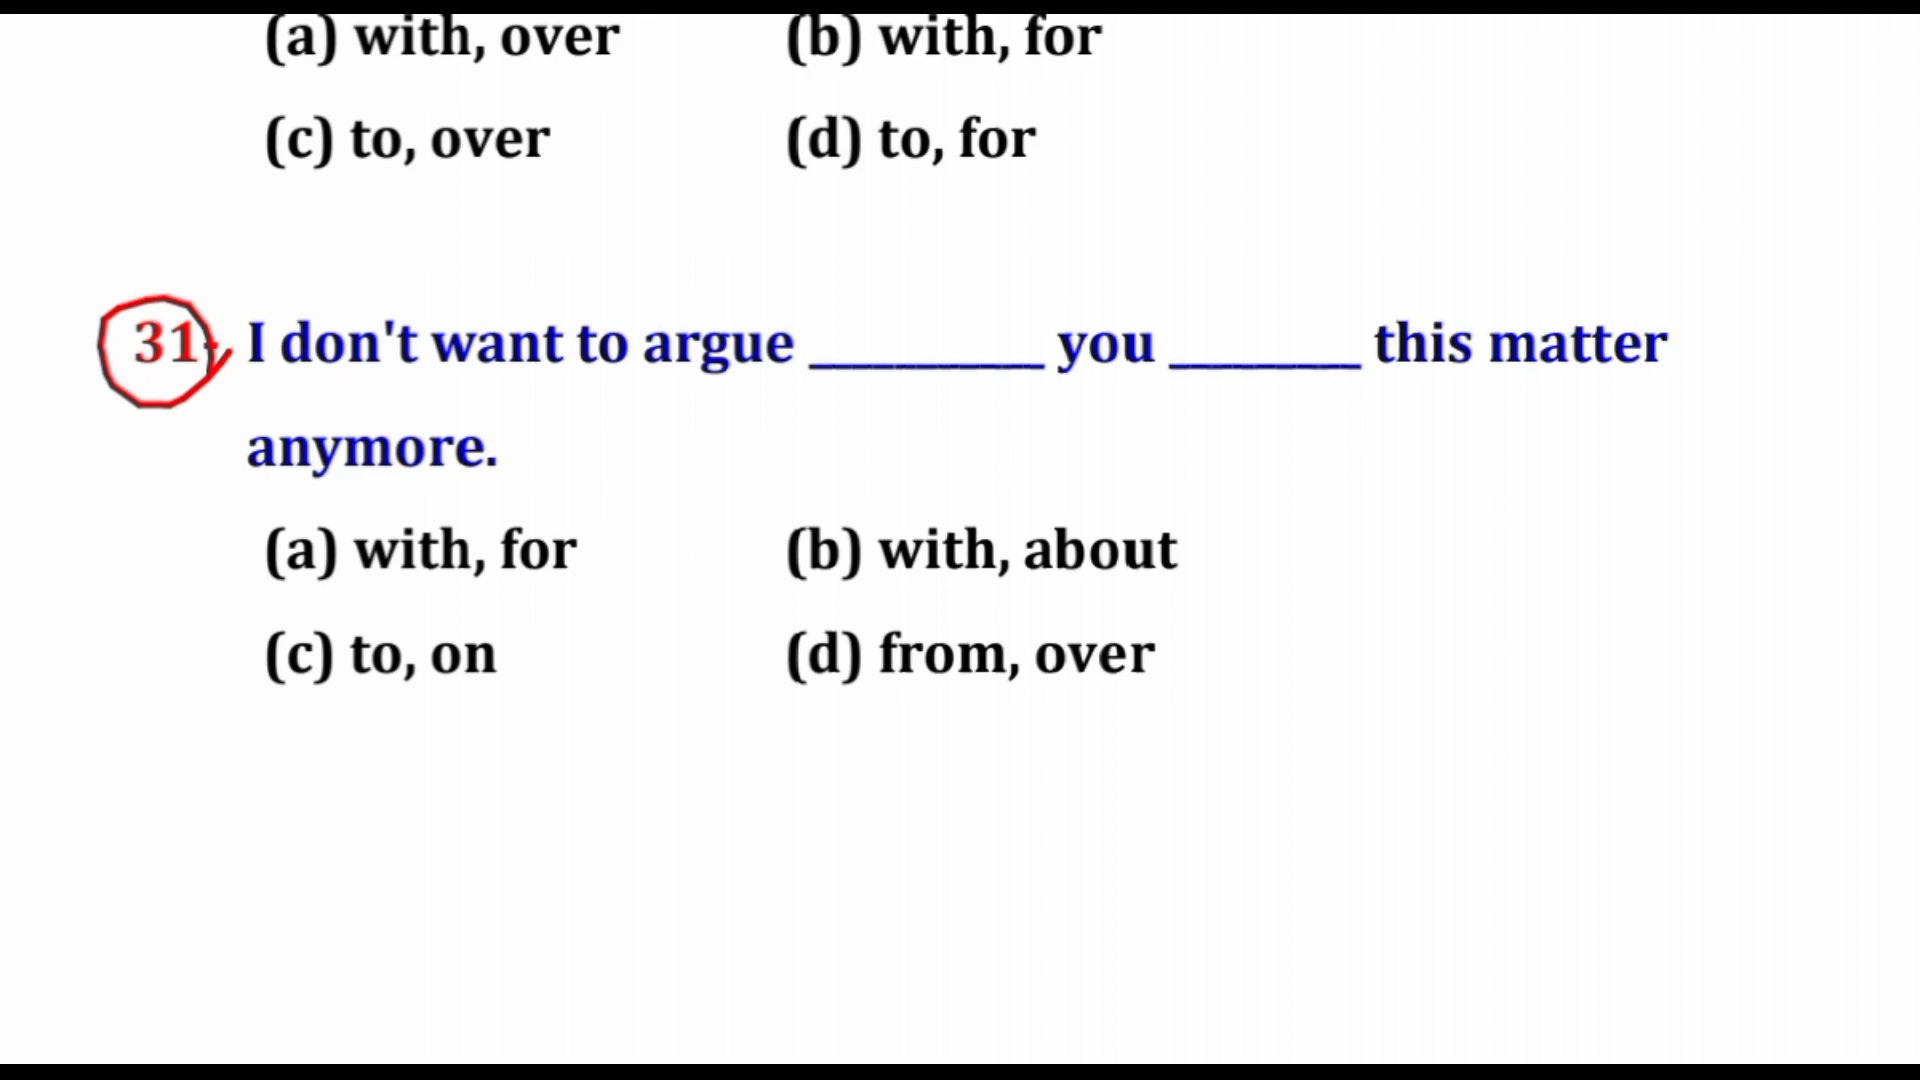 (a) with, over (b) with, for
(c) to, over (d) to, for
31. I don't want to argue __________ you ________ this matter
anymore.
(a) with, for (b) with, about
(c) to, on (d) from, over